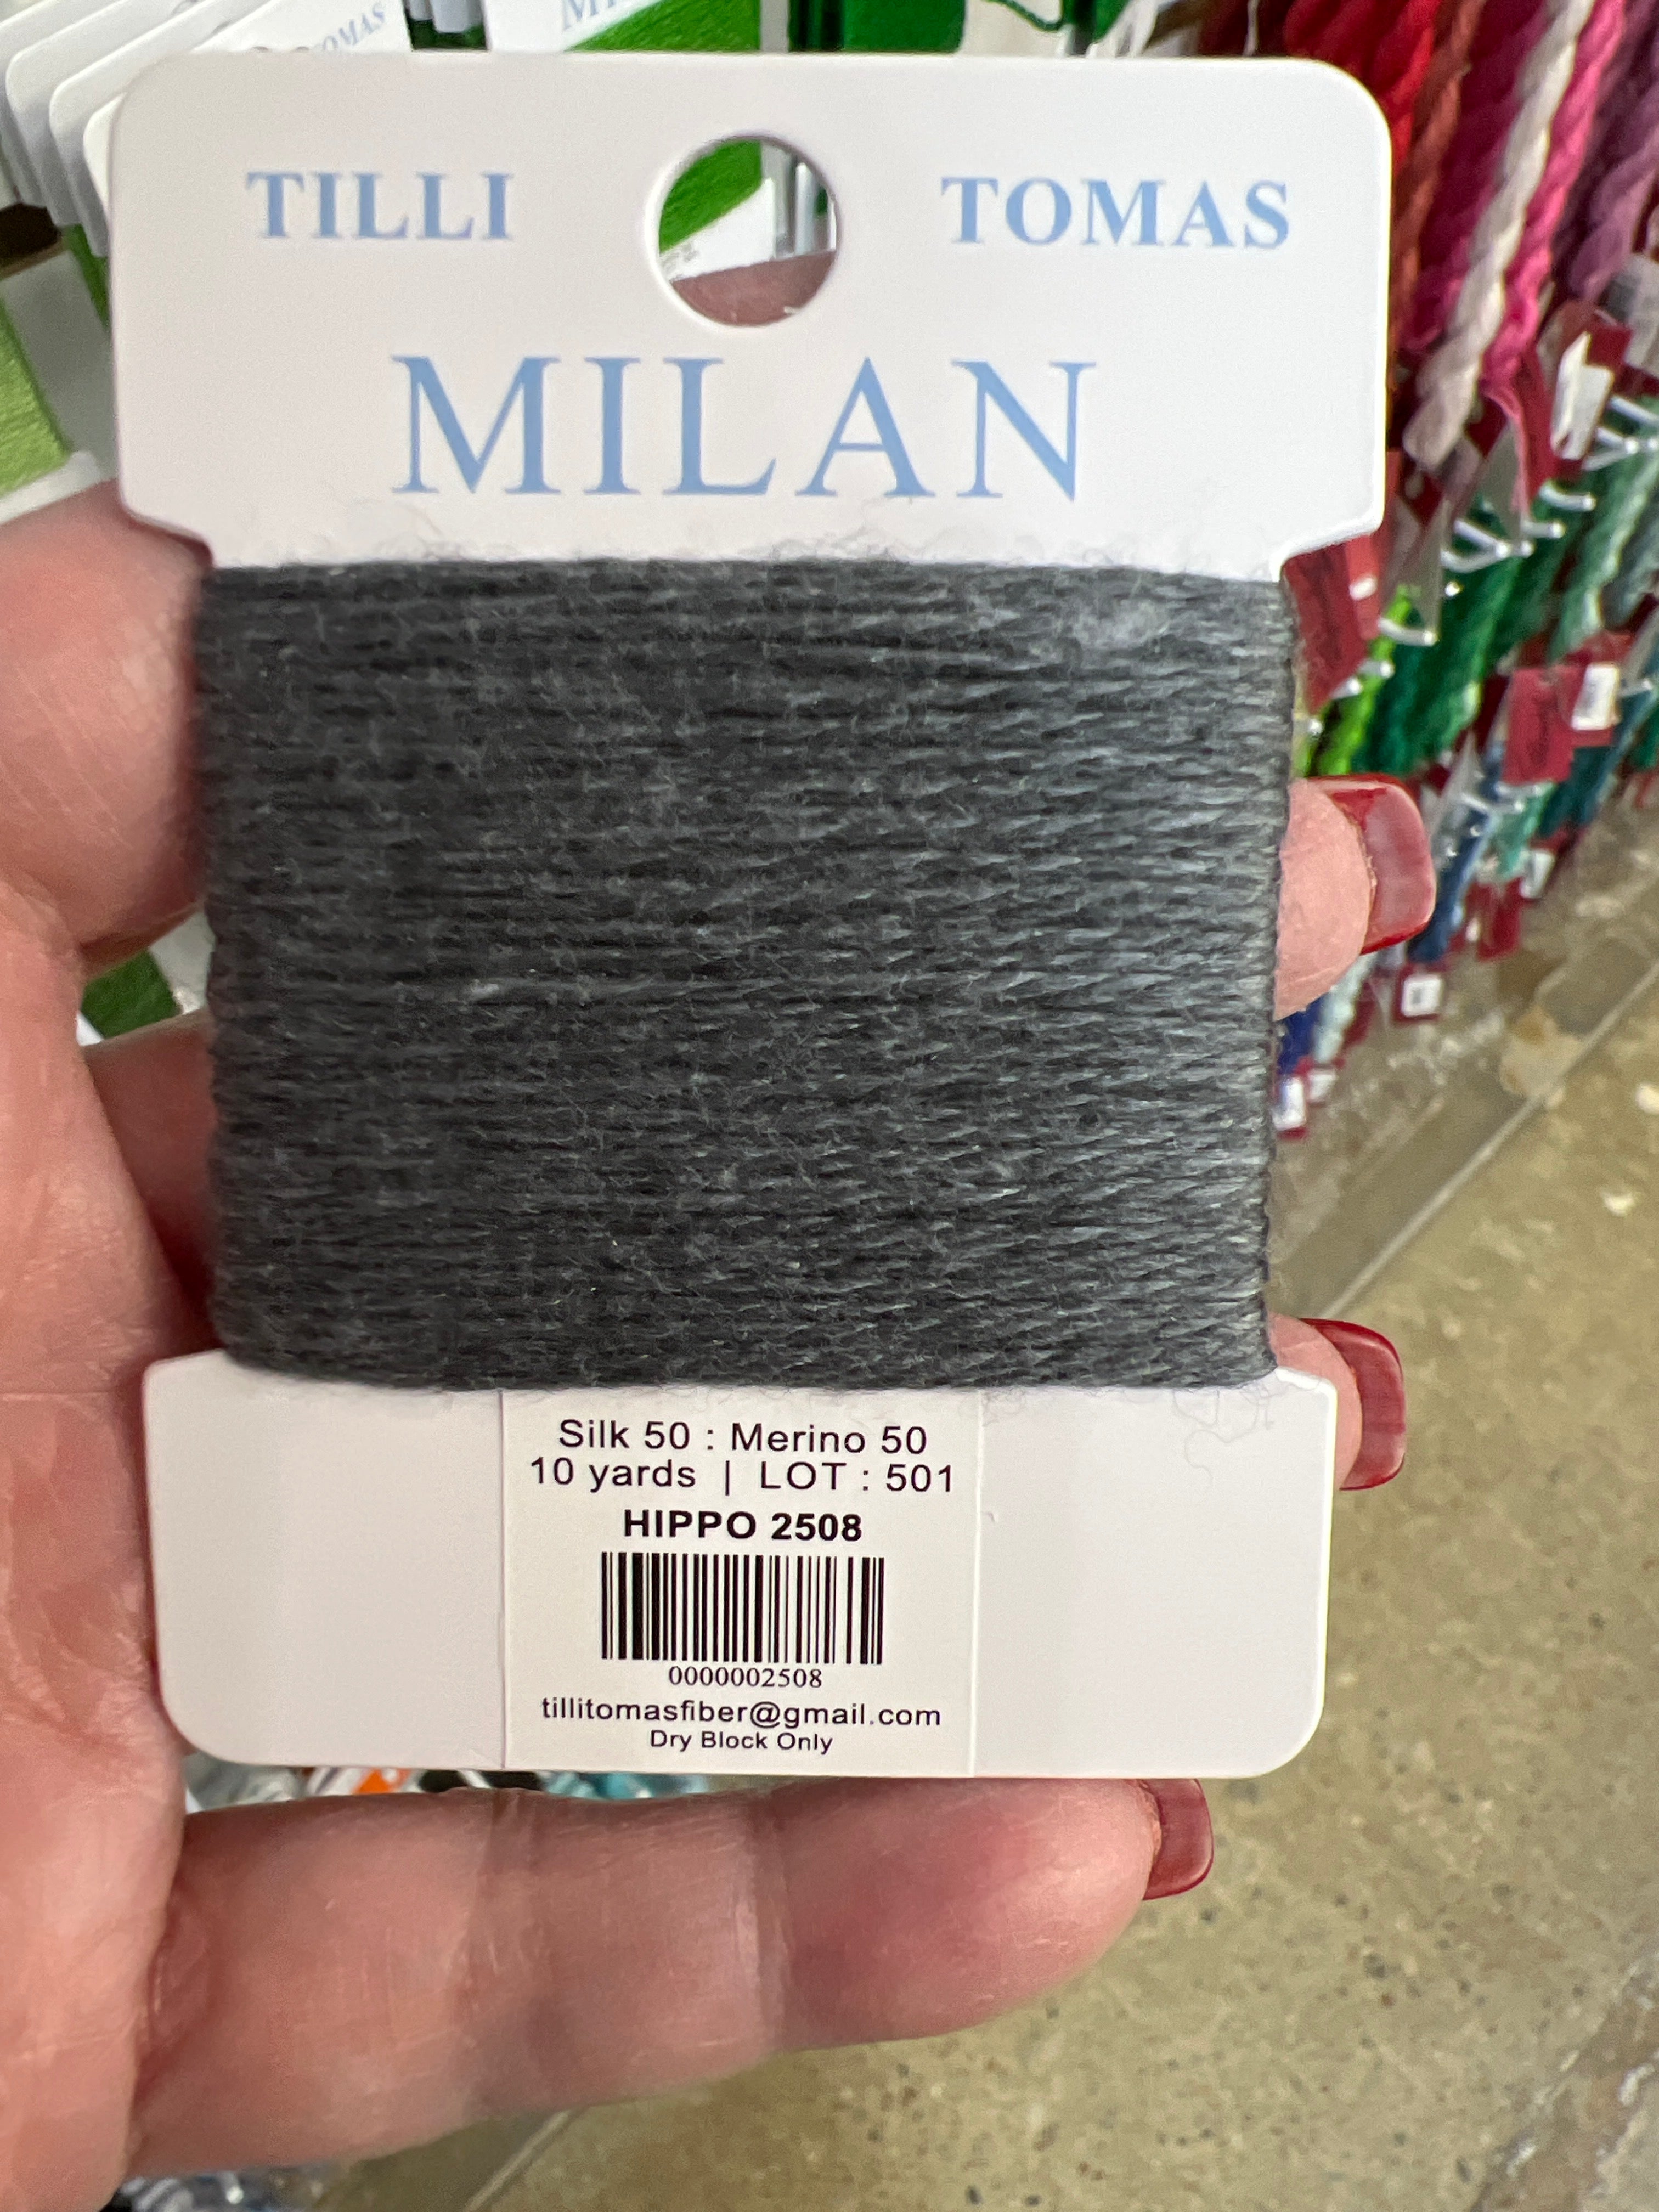 TOMAS
TILLI TOMAS
MILAN
Silk 50 : Merino 50
10 yards | LOT : 501
HIPPO 2508
0000002508
tillitomasfiber@gmail.com
Dry Block Only